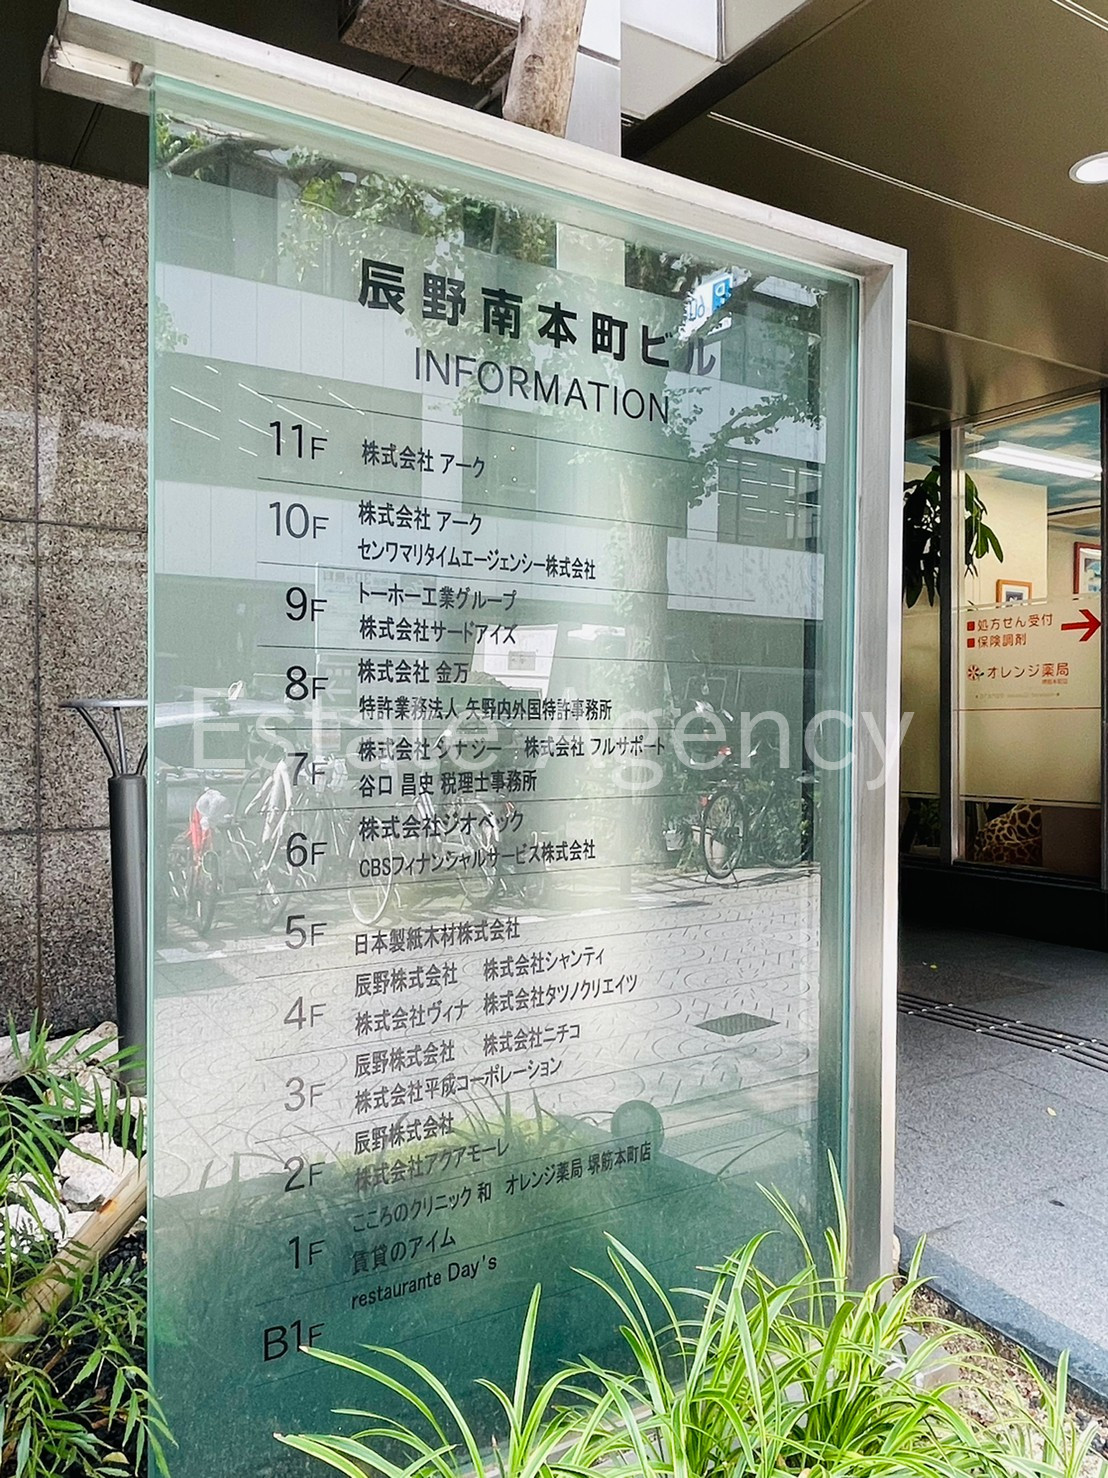 辰野南本町ビル
INFORMATION
11F 株式会社 アーク
10F 株式会社 アーク
センワマリタイムエージェンシー株式会社
9F トーホー工業グループ
株式会社サードアイズ
8F 株式会社 金万
特許業務法人 矢野内外国特許事務所
7F 株式会社 シナジー 株式会社 フルサポート
谷口 昌史 税理士事務所
6F 株式会社ジオベック
CBSフィナンシャルサービス株式会社
5F 日本製紙木材株式会社
4F 辰野株式会社 株式会社シャンティ
株式会社ヴィナ 株式会社タツノクリエイツ
3F 辰野株式会社 株式会社ニチコ
株式会社平成コーポレーション
2F 辰野株式会社
株式会社アクアモーレ
1F こころのクリニック 和 オレンジ薬局 堺筋本町店
賃貸のアイム
B1F restaurante Day's
処方せん受付
保険調剤
オレンジ薬局
Estate Agency